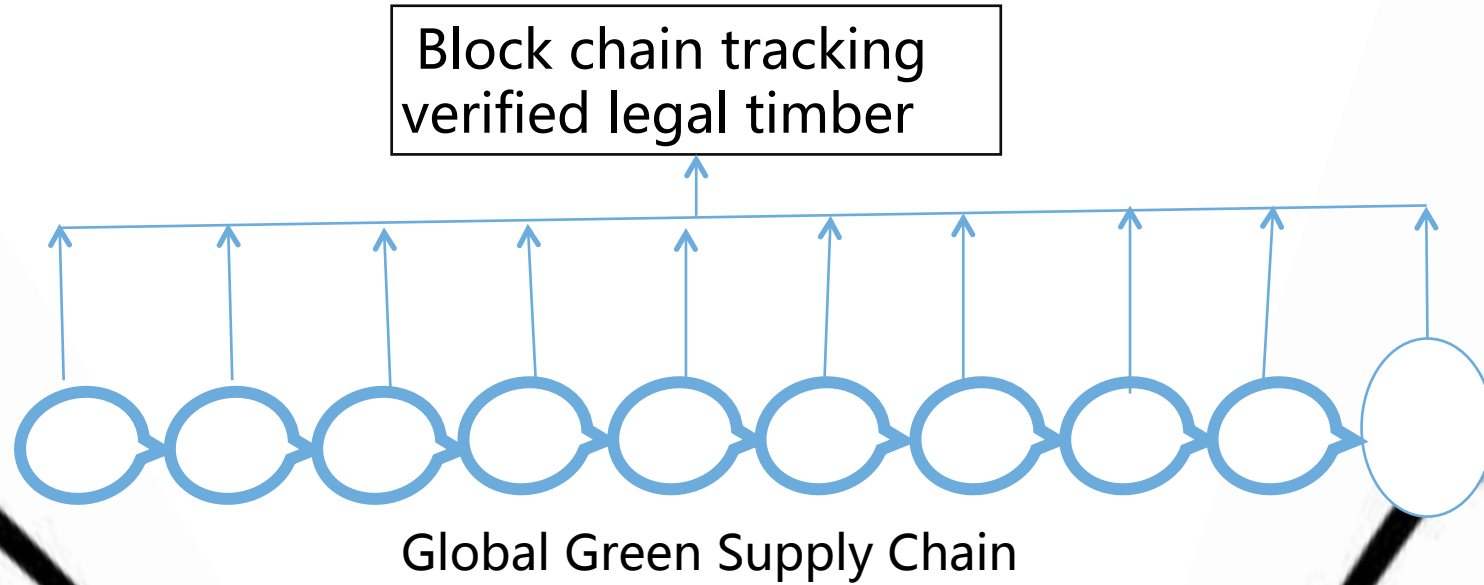 Block chain tracking
verified legal timber
Global Green Supply Chain